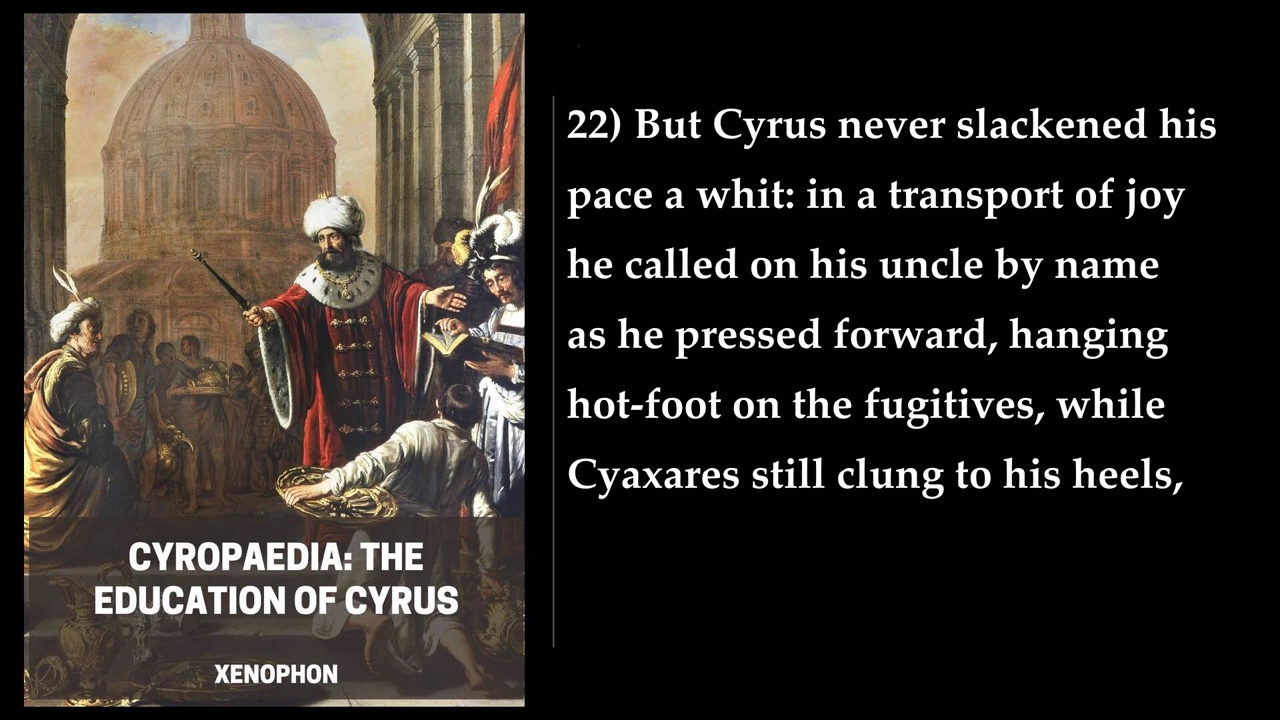 CYROPAEDIA: THE
EDUCATION OF CYRUS
XENOPHON
22) But Cyrus never slackened his
pace a whit: in a transport of joy
he called on his uncle by name
as he pressed forward, hanging
hot-foot on the fugitives, while
Cyaxares still clung to his heels,